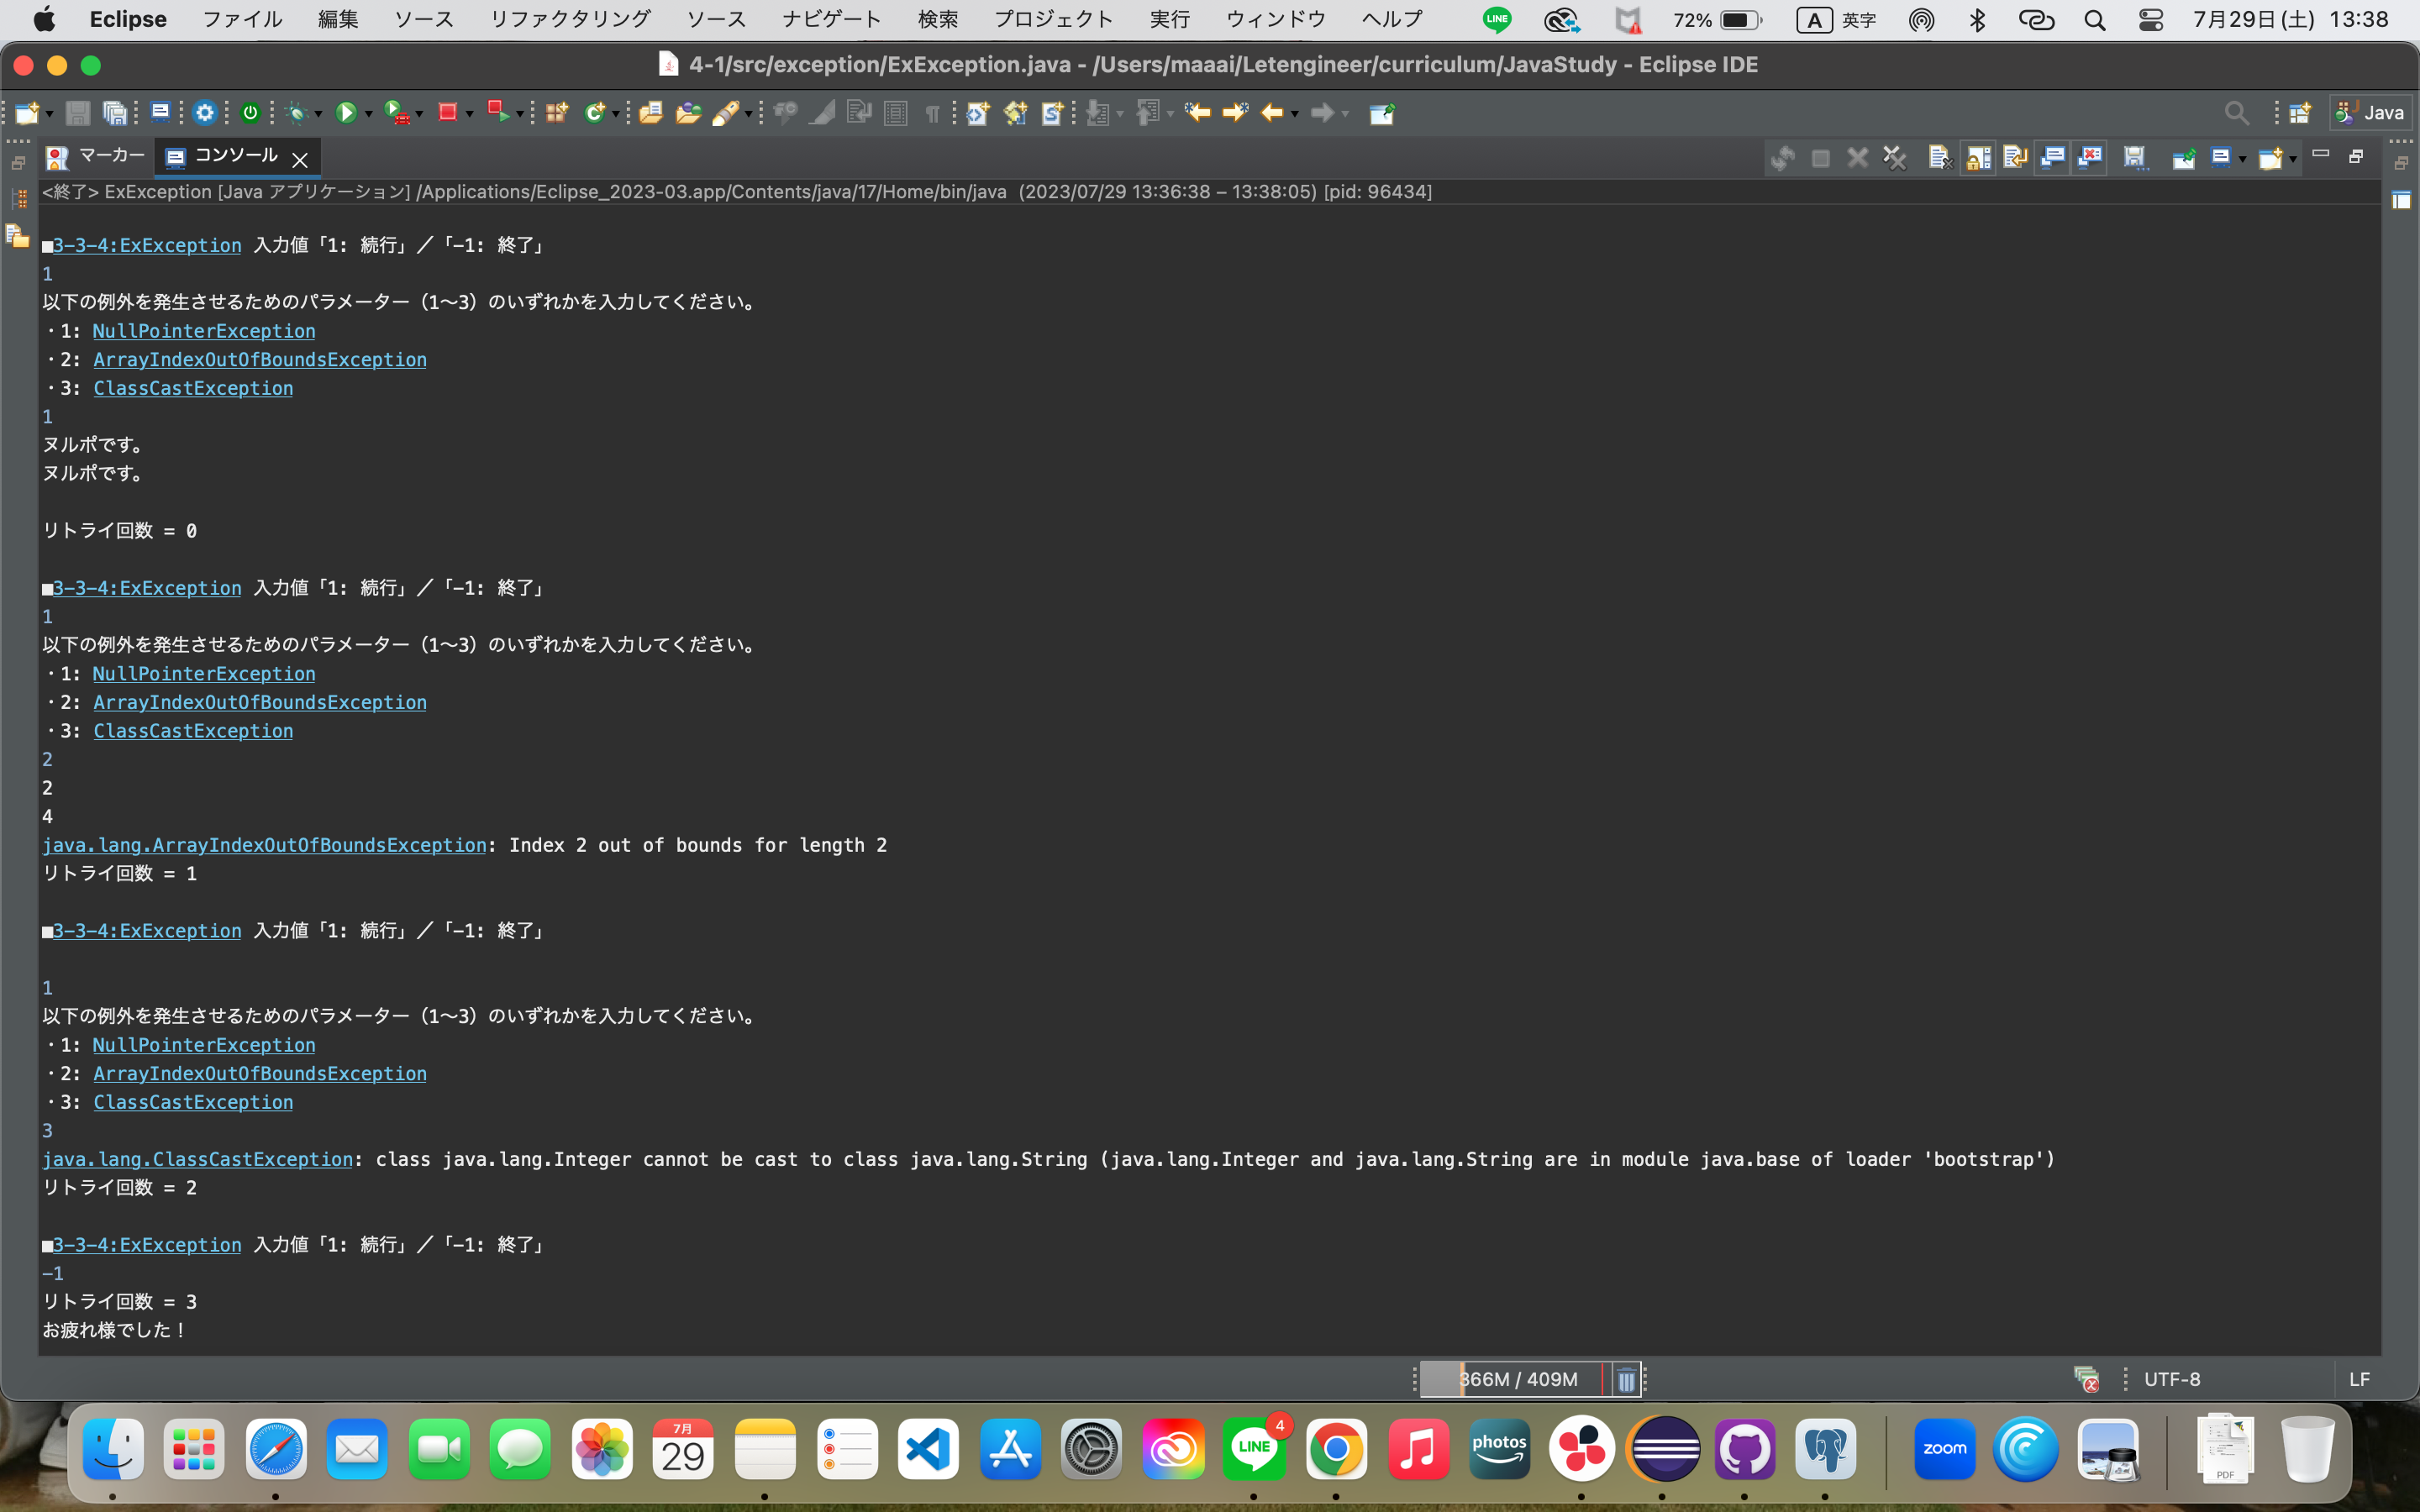 Eclipse ファイル 編集 ソース リファクタリング ソース ナビゲート 検索 プロジェクト 実行 ウィンドウ ヘルプ LINE 72% A 英字 7月29日(土) 13:38
4-1/src/exception/ExException.java - /Users/maaai/Letengineer/curriculum/JavaStudy - Eclipse IDE
Java
マーカー コンソール
<終了> ExException [Java アプリケーション] /Applications/Eclipse_2023-03.app/Contents/java/17/Home/bin/java (2023/07/29 13:36:38 – 13:38:05) [pid: 96434]
■3-3-4:ExException 入力値「1: 続行」／「-1: 終了」
1
以下の例外を発生させるためのパラメーター（1〜3）のいずれかを入力してください。
・1: NullPointerException
・2: ArrayIndexOutOfBoundsException
・3: ClassCastException
1
ヌルポです。
ヌルポです。
リトライ回数 = 0
■3-3-4:ExException 入力値「1: 続行」／「-1: 終了」
1
以下の例外を発生させるためのパラメーター（1〜3）のいずれかを入力してください。
・1: NullPointerException
・2: ArrayIndexOutOfBoundsException
・3: ClassCastException
2
2
4
java.lang.ArrayIndexOutOfBoundsException: Index 2 out of bounds for length 2
リトライ回数 = 1
■3-3-4:ExException 入力値「1: 続行」／「-1: 終了」
1
以下の例外を発生させるためのパラメーター（1〜3）のいずれかを入力してください。
・1: NullPointerException
・2: ArrayIndexOutOfBoundsException
・3: ClassCastException
3
java.lang.ClassCastException: class java.lang.Integer cannot be cast to class java.lang.String (java.lang.Integer and java.lang.String are in module java.base of loader 'bootstrap')
リトライ回数 = 2
■3-3-4:ExException 入力値「1: 続行」／「-1: 終了」
-1
リトライ回数 = 3
お疲れ様でした！
366M / 409M UTF-8 LF
7月
29
LINE
4
photos
zoom
PDF